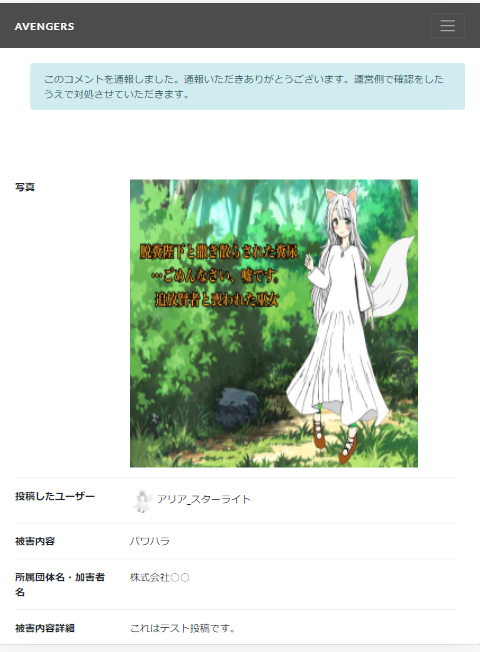 AVENGERS
このコメントを通報しました。通報いただきありがとうございます。運営側で確認をした
うえで対処させていただきます。
写真
脱糞陛下と撒き散らされた糞尿
…ごめんなさい、嘘です。
追放賢者と喪われた巫女
投稿したユーザー
アリア_スターライト
被害内容
パワハラ
所属団体名・加害者
名
株式会社○○
被害内容詳細
これはテスト投稿です。